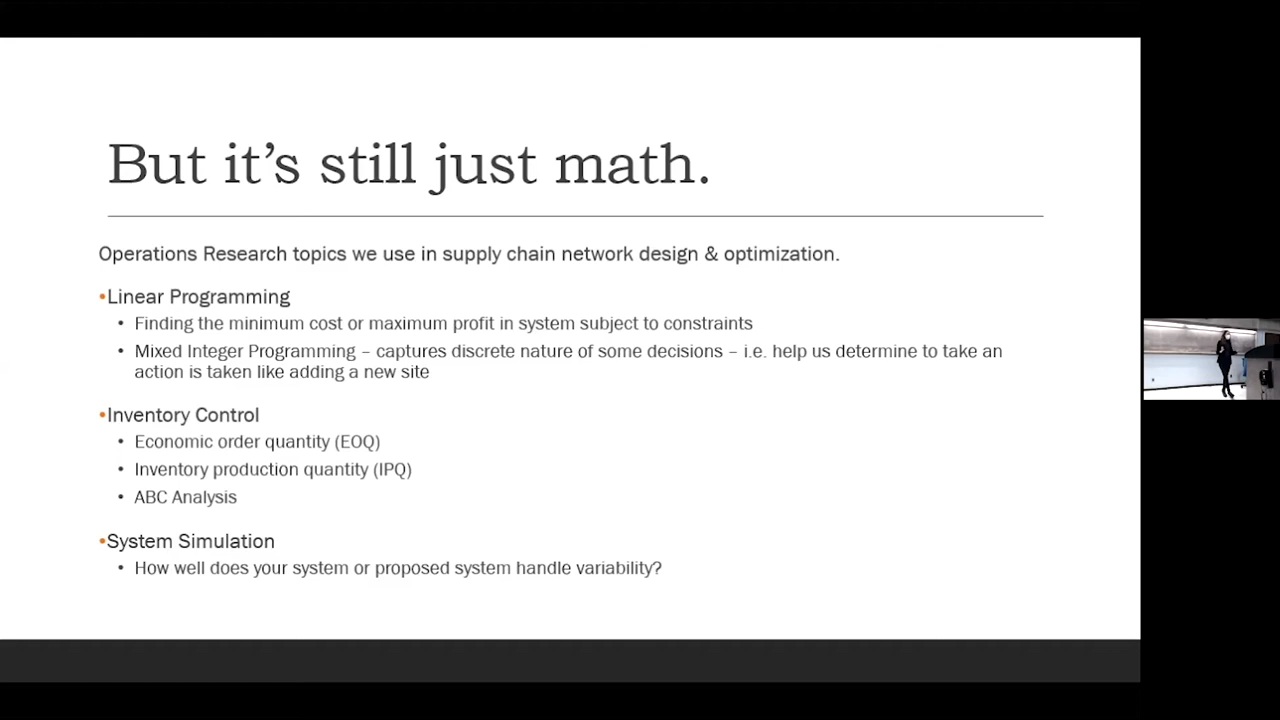 But it's still just math.
Operations Research topics we use in supply chain network design & optimization.
•Linear Programming
• Finding the minimum cost or maximum profit in system subject to constraints
• Mixed Integer Programming – captures discrete nature of some decisions – i.e. help us determine to take an
action is taken like adding a new site
•Inventory Control
• Economic order quantity (EOQ)
• Inventory production quantity (IPQ)
• ABC Analysis
•System Simulation
• How well does your system or proposed system handle variability?